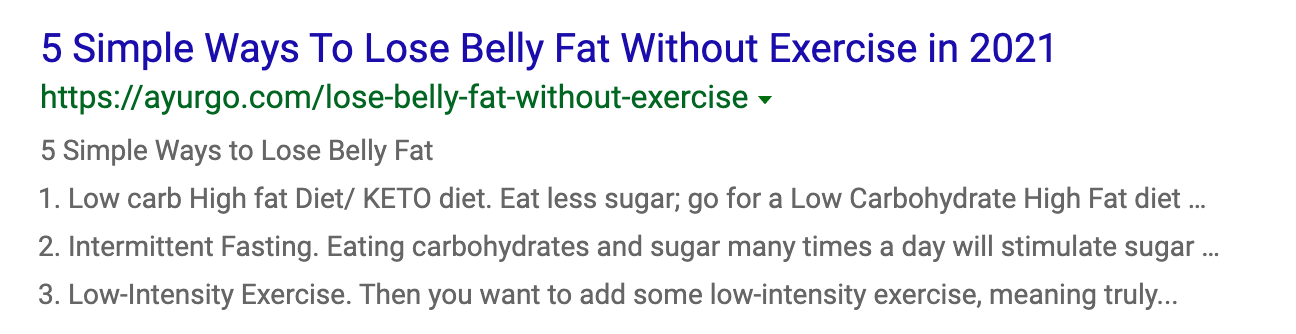 5 Simple Ways To Lose Belly Fat Without Exercise in 2021
https://ayurgo.com/lose-belly-fat-without-exercise
5 Simple Ways to Lose Belly Fat
1. Low carb High fat Diet/ KETO diet. Eat less sugar; go for a Low Carbohydrate High Fat diet ...
2. Intermittent Fasting. Eating carbohydrates and sugar many times a day will stimulate sugar ...
3. Low-Intensity Exercise. Then you want to add some low-intensity exercise, meaning truly...